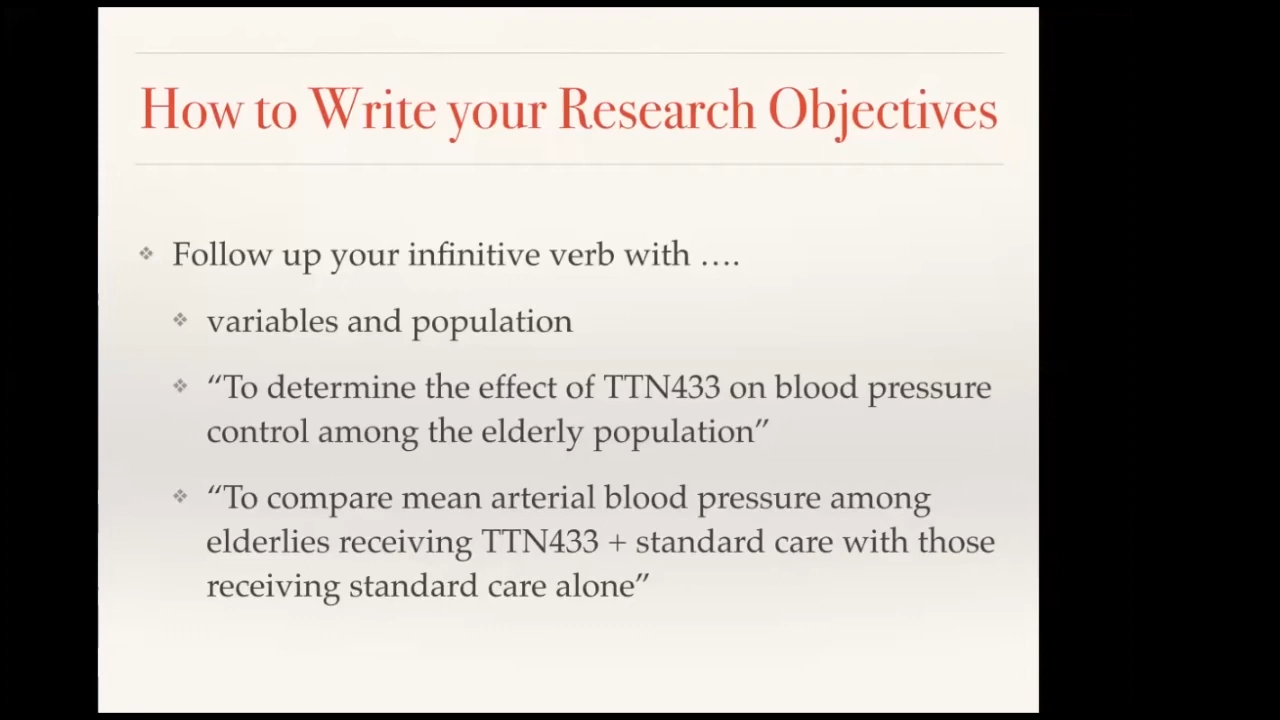 How to Write your Research Objectives
Follow up your infinitive verb with ....
variables and population
“To determine the effect of TTN433 on blood pressure
control among the elderly population”
“To compare mean arterial blood pressure among
elderlies receiving TTN433 + standard care with those
receiving standard care alone”